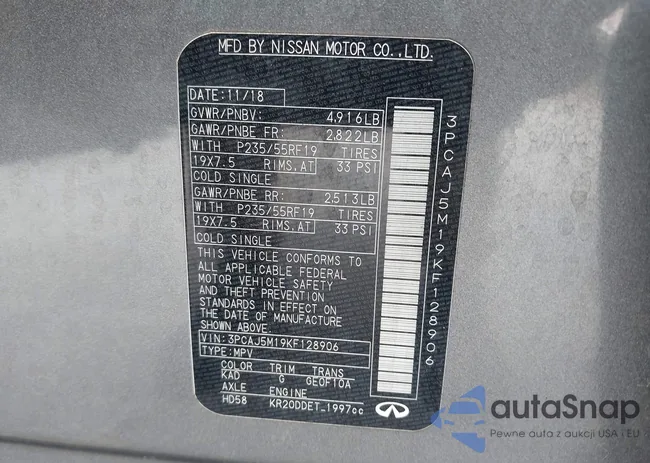 MFD BY NISSAN MOTOR CO.,LTD.
DATE:11/18
GVWR/PNBV: 4,916LB
GAWR/PNBE FR: 2,822LB
WITH P235/55RF19 TIRES
19X7.5 RIMS,AT 33 PSI
COLD SINGLE
GAWR/PNBE RR: 2,513LB
WITH P235/55RF19 TIRES
19X7.5 RIMS,AT 33 PSI
COLD SINGLE
THIS VEHICLE CONFORMS TO
ALL APPLICABLE FEDERAL
MOTOR VEHICLE SAFETY
AND THEFT PREVENTION
STANDARDS IN EFFECT ON
THE DATE OF MANUFACTURE
SHOWN ABOVE.
VIN:3PCAJ5M19KF128906
TYPE:MPV
COLOR TRIM TRANS
KAD G GE0FT0A
AXLE ENGINE
HD58 KR20DDET-1997cc
3PCAJ5M19KF128906
autaSnap
Pewne auta z aukcji USA i EU